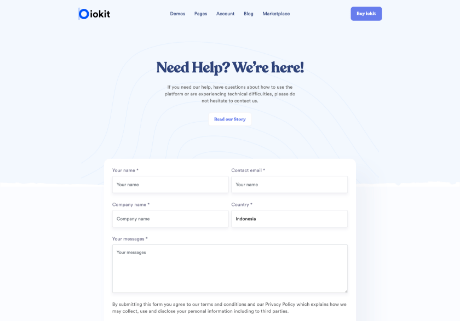 iokit
Demos Pages Account Blog Marketplace
Buy iokit
Need Help? We're here!
If you need our help, have questions about how to use the
platform or are experiencing technical difficulties, please do
not hesitate to contact us.
Read our Story
Your name * Contact email *
Your name Your name
Company name * Country *
Company name Indonesia
Your messages *
Your messages
By submitting this form you agree to our terms and conditions and our Privacy Policy which explains how we
may collect, use and disclose your personal information including to third parties.